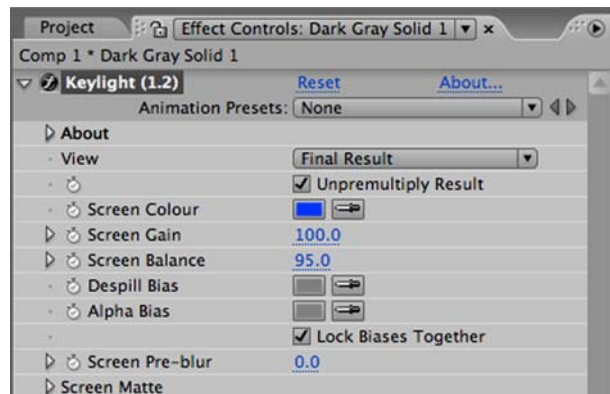 Project Effect Controls: Dark Gray Solid 1 ×
Comp 1 * Dark Gray Solid 1
Keylight (1.2) Reset About...
Animation Presets: None
About
View Final Result
Unpremultiply Result
Screen Colour
Screen Gain 100.0
Screen Balance 95.0
Despill Bias
Alpha Bias
Lock Biases Together
Screen Pre-blur 0.0
Screen Matte